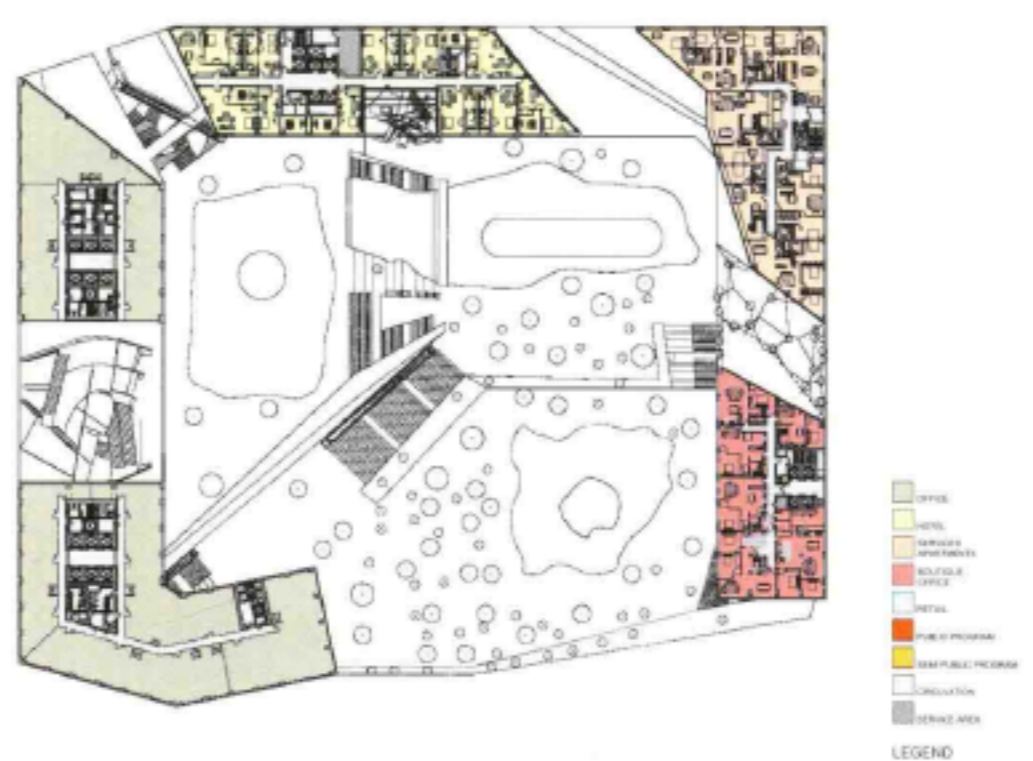 OFFICE
HOTEL
SERVICED
APARTMENTS
BOUTIQUE
OFFICE
RETAIL
PUBLIC PROGRAM
SEMI PUBLIC PROGRAM
CIRCULATION
SERVICE AREA
LEGEND